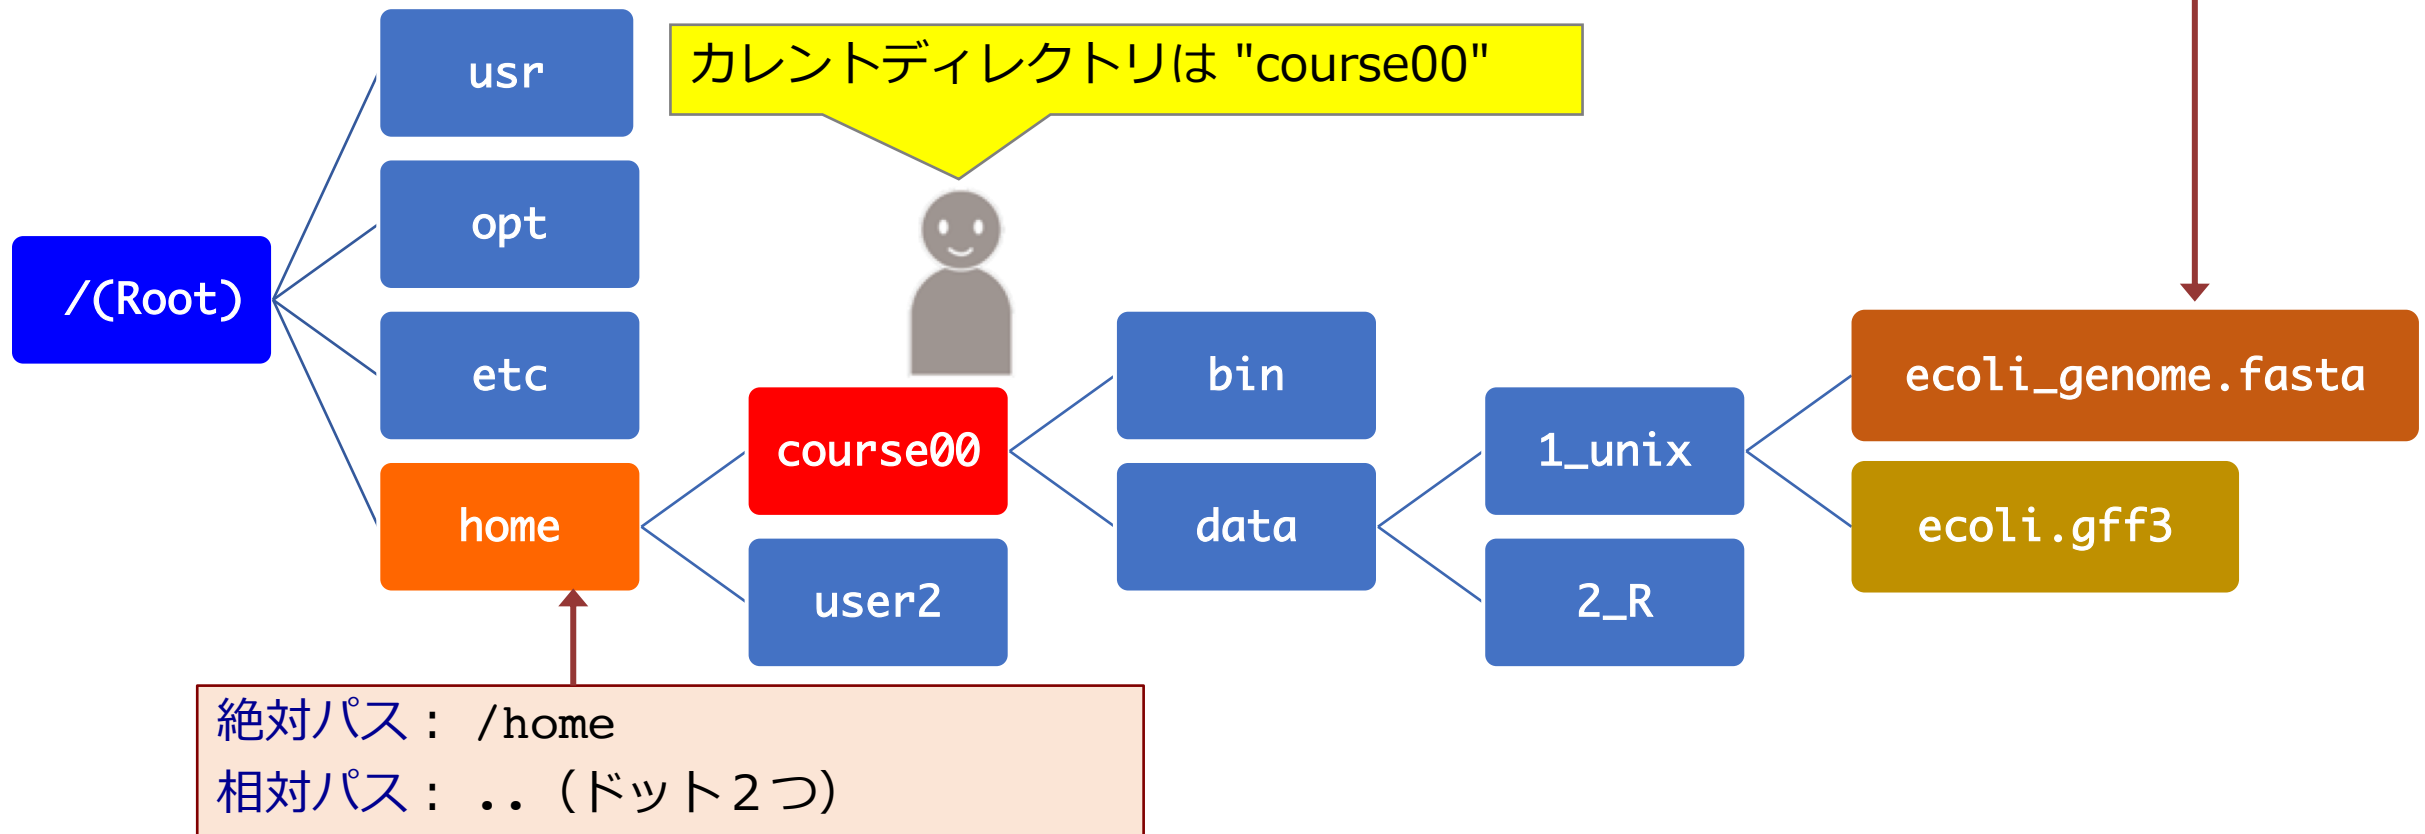 usr
カレントディレクトリは "course00"
opt
/(Root)
etc
bin
ecoli_genome.fasta
course00
1_unix
home
data
ecoli.gff3
user2
2_R
絶対パス： /home
相対パス： ..（ドット２つ）